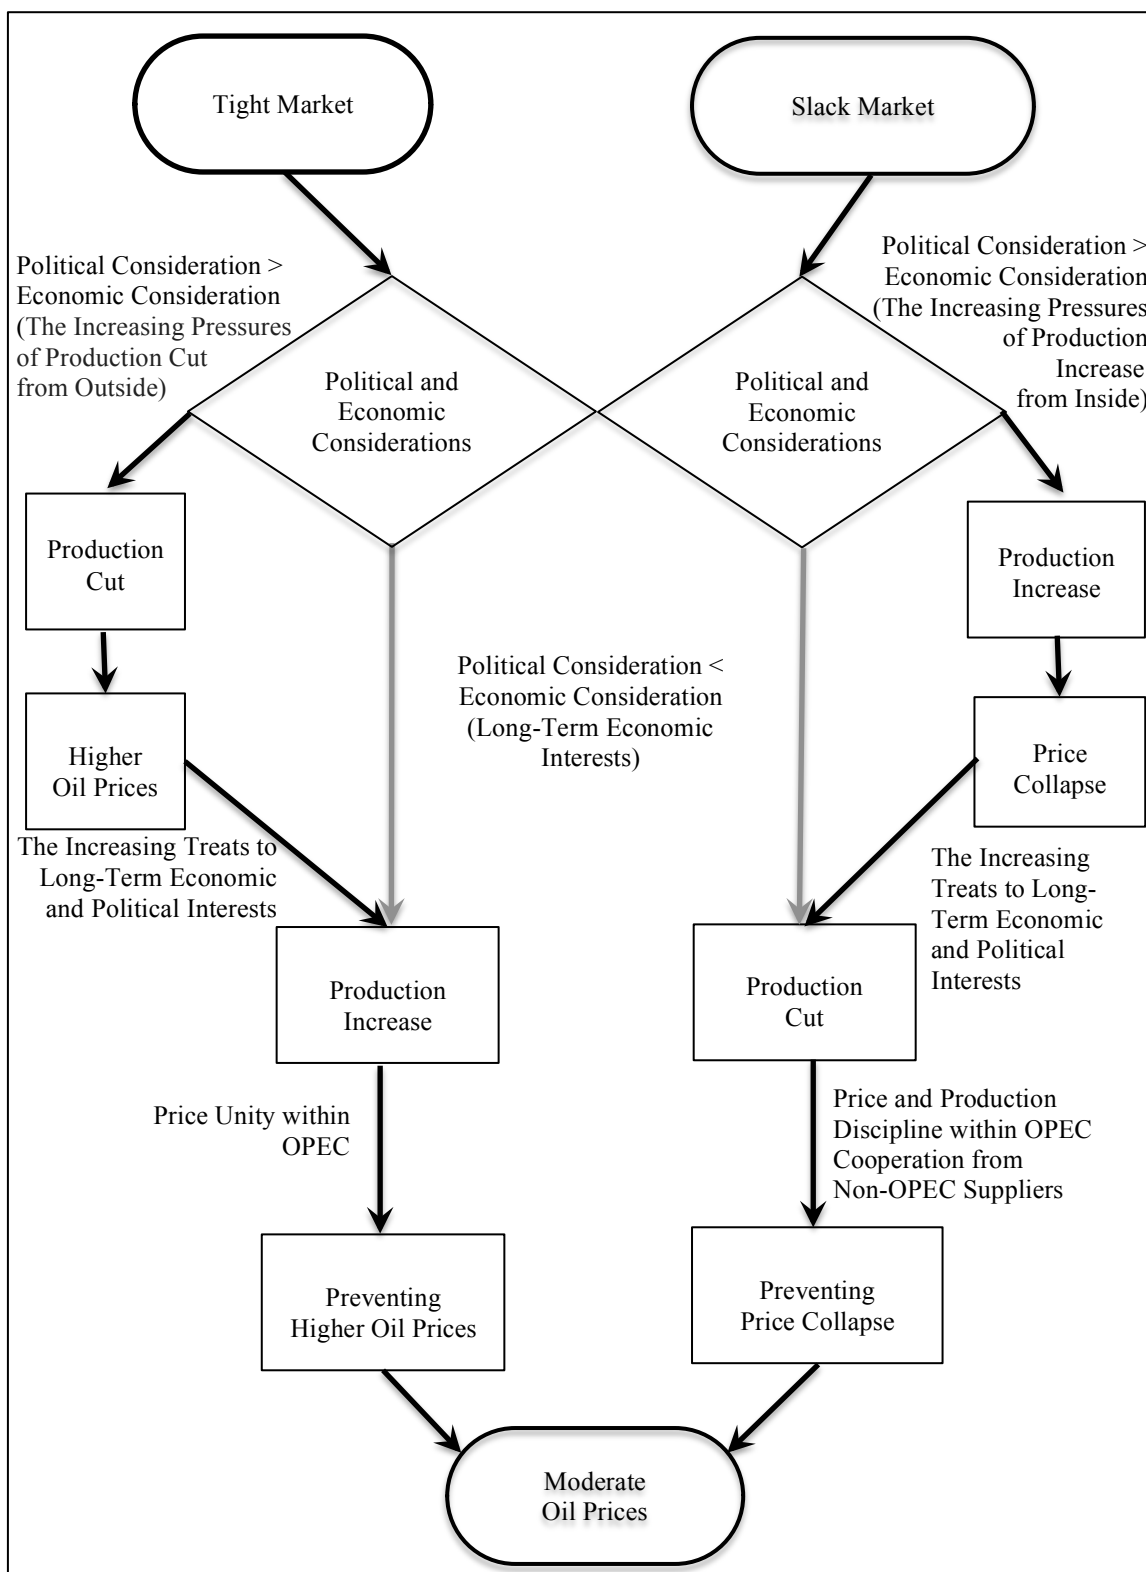 Tight Market
Slack Market
Political Consideration >
Economic Consideration
(The Increasing Pressures
of Production Cut
from Outside)
Political Consideration >
Economic Consideration
(The Increasing Pressures
of Production
Increase
from Inside)
Political and
Economic
Considerations
Political and
Economic
Considerations
Production
Cut
Production
Increase
Political Consideration <
Economic Consideration
(Long-Term Economic
Interests)
Higher
Oil Prices
Price
Collapse
The Increasing Treats to
Long-Term Economic
and Political Interests
The Increasing
Treats to Long-
Term Economic
and Political
Interests
Production
Increase
Production
Cut
Price Unity within
OPEC
Price and Production
Discipline within OPEC
Cooperation from
Non-OPEC Suppliers
Preventing
Higher Oil Prices
Preventing
Price Collapse
Moderate
Oil Prices